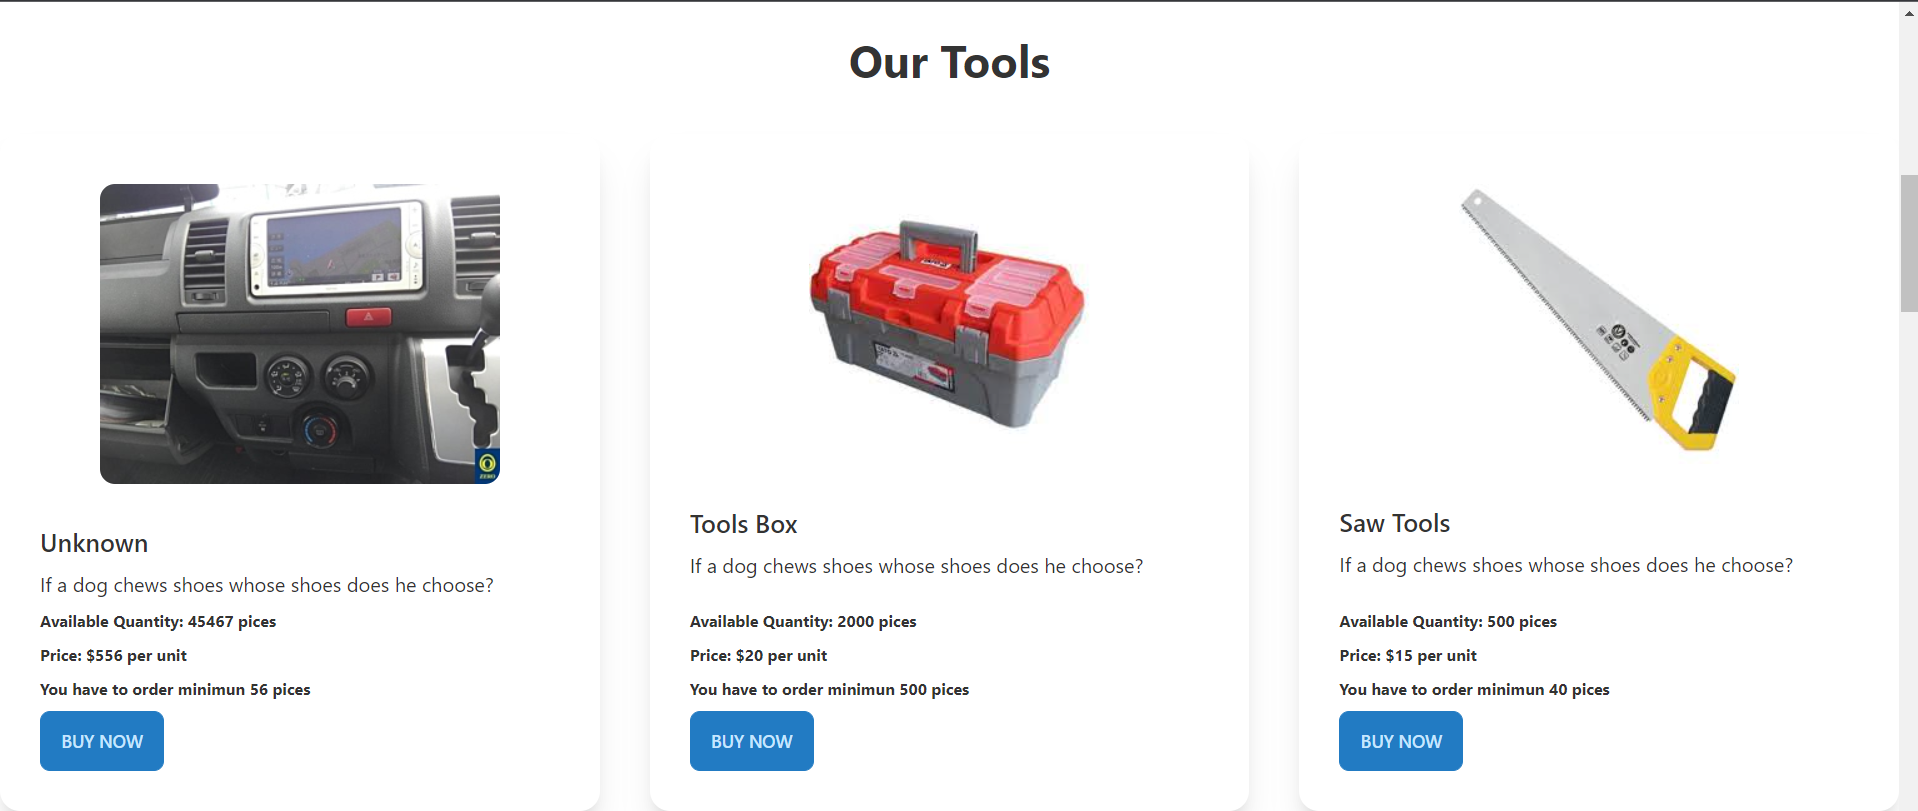 Our Tools
Unknown
If a dog chews shoes whose shoes does he choose?
Available Quantity: 45467 pices
Price: $556 per unit
You have to order minimun 56 pices
BUY NOW
Tools Box
If a dog chews shoes whose shoes does he choose?
Available Quantity: 2000 pices
Price: $20 per unit
You have to order minimun 500 pices
BUY NOW
Saw Tools
If a dog chews shoes whose shoes does he choose?
Available Quantity: 500 pices
Price: $15 per unit
You have to order minimun 40 pices
BUY NOW